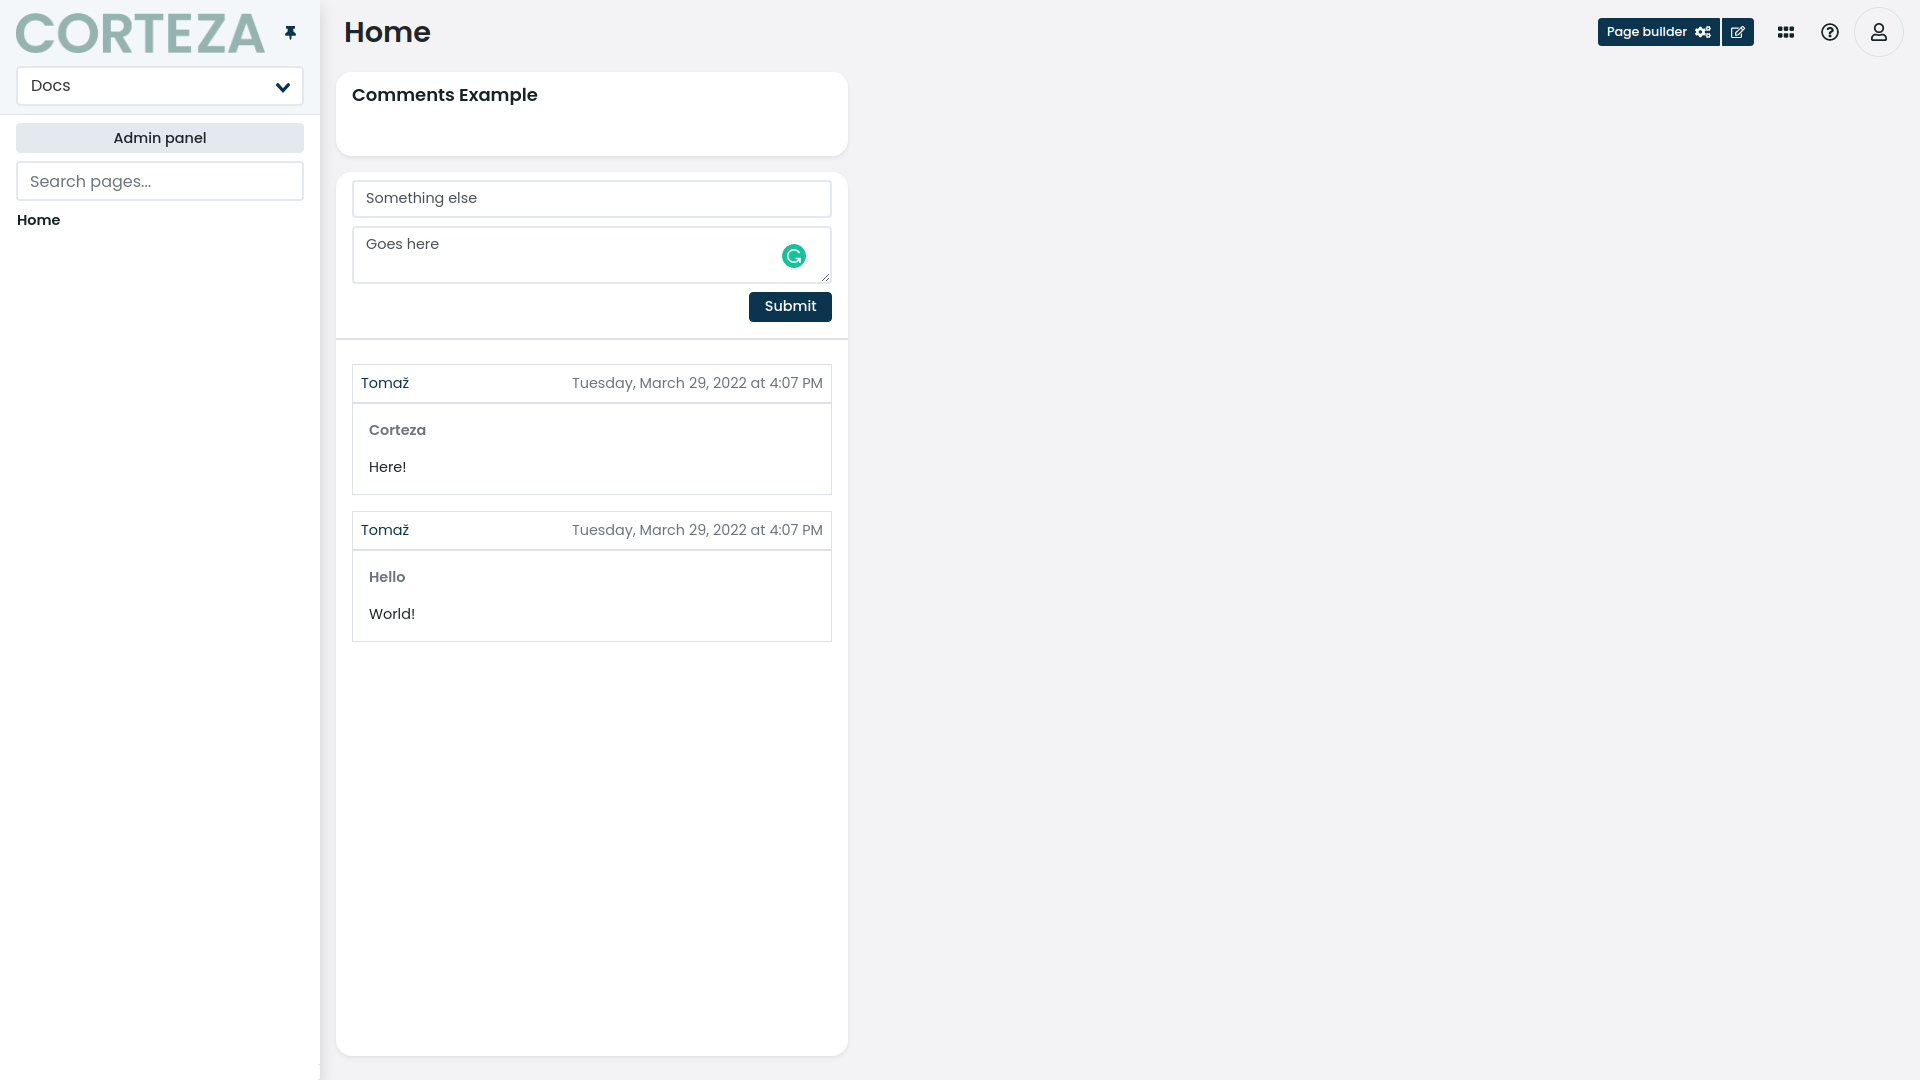 CORTEZA
Docs
Admin panel
Search pages...
Home
Home
Page builder
Comments Example
Something else
Goes here
Submit
Tomaž Tuesday, March 29, 2022 at 4:07 PM
Corteza
Here!
Tomaž Tuesday, March 29, 2022 at 4:07 PM
Hello
World!